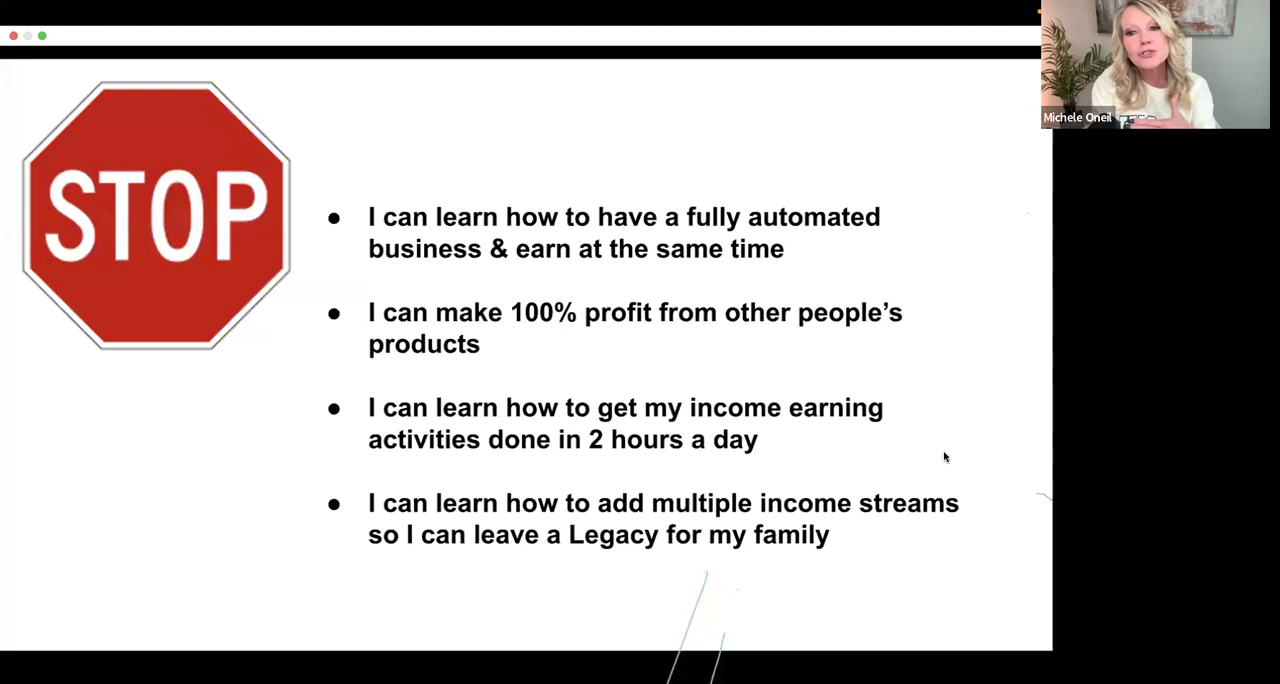 STOP
Michele Oneil
● I can learn how to have a fully automated
business & earn at the same time
● I can make 100% profit from other people’s
products
● I can learn how to get my income earning
activities done in 2 hours a day
● I can learn how to add multiple income streams
so I can leave a Legacy for my family